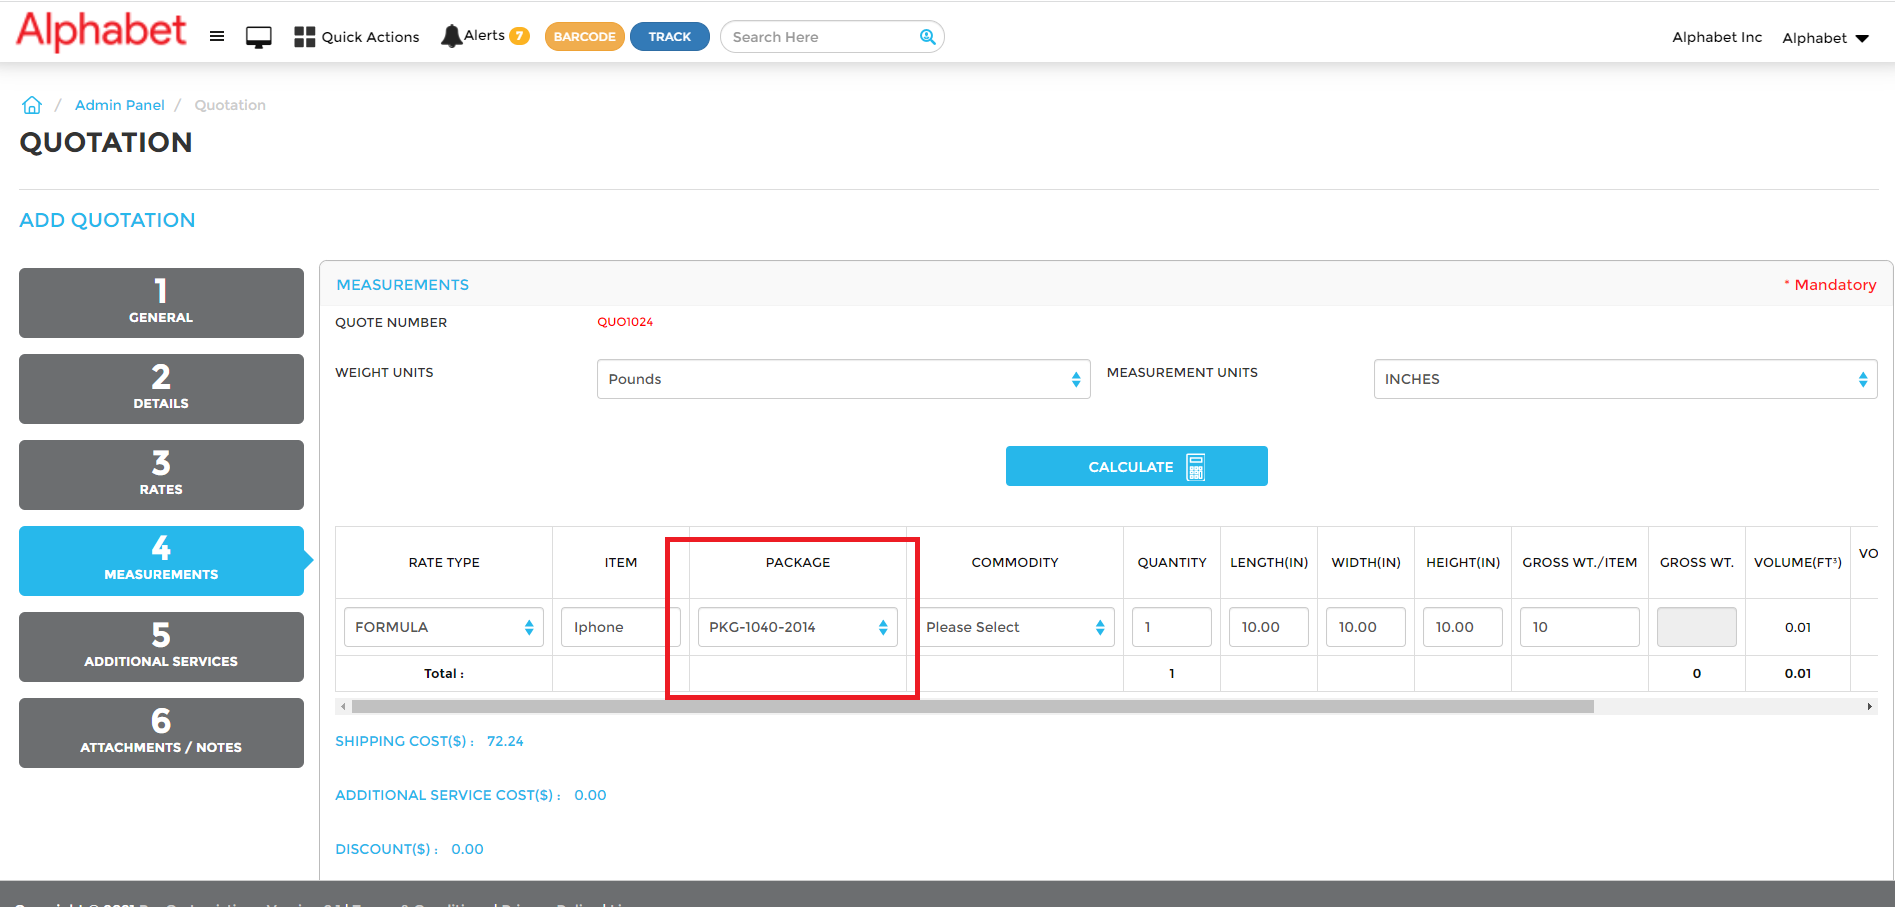 Alphabet Quick Actions Alerts 7 BARCODE TRACK Search Here Alphabet Inc Alphabet
/ Admin Panel / Quotation
QUOTATION
ADD QUOTATION
1
GENERAL
2
DETAILS
3
RATES
4
MEASUREMENTS
5
ADDITIONAL SERVICES
6
ATTACHMENTS / NOTES
MEASUREMENTS * Mandatory
QUOTE NUMBER QUO1024
WEIGHT UNITS Pounds MEASUREMENT UNITS INCHES
CALCULATE
RATE TYPE ITEM PACKAGE COMMODITY QUANTITY LENGTH(IN) WIDTH(IN) HEIGHT(IN) GROSS WT./ITEM GROSS WT. VOLUME(FT³) VO
FORMULA Iphone PKG-1040-2014 Please Select 1 10.00 10.00 10.00 10 0.01
Total : 1 0 0.01
SHIPPING COST($) : 72.24
ADDITIONAL SERVICE COST($) : 0.00
DISCOUNT($) : 0.00